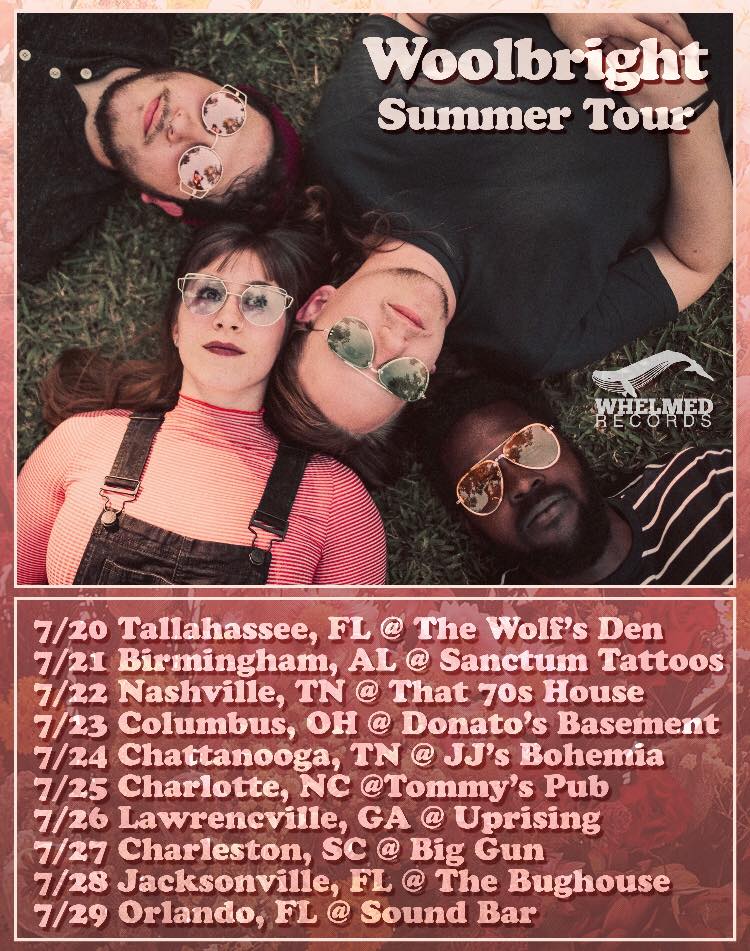 Woolbright
Summer Tour
WHELMED
RECORDS
7/20 Tallahassee, FL @ The Wolf's Den
7/21 Birmingham, AL @ Sanctum Tattoos
7/22 Nashville, TN @ That 70s House
7/23 Columbus, OH @ Donato's Basement
7/24 Chattanooga, TN @ JJ's Bohemia
7/25 Charlotte, NC @Tommy's Pub
7/26 Lawrencville, GA @ Uprising
7/27 Charleston, SC @ Big Gun
7/28 Jacksonville, FL @ The Bughouse
7/29 Orlando, FL @ Sound Bar